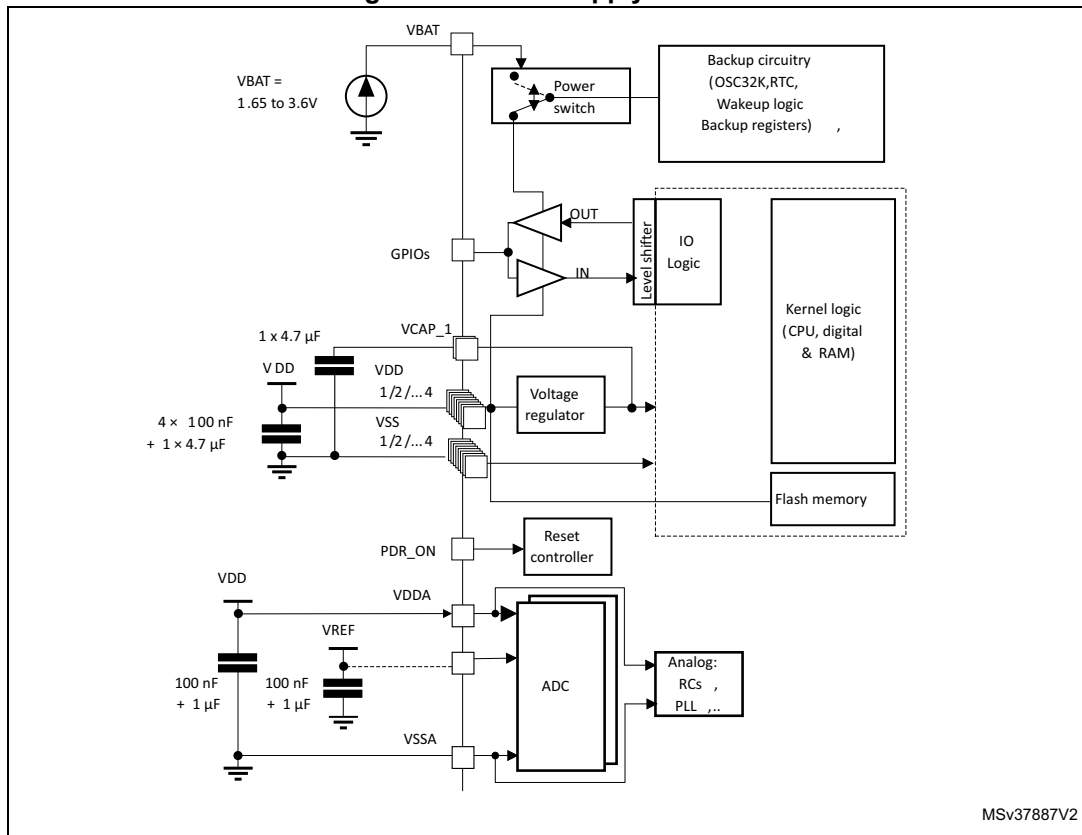 VBAT
VBAT =
1.65 to 3.6V
Power
switch
Backup circuitry
(OSC32K,RTC,
Wakeup logic
Backup registers) ,
OUT
GPIOs
IN
Level shifter
IO
Logic
Kernel logic
(CPU, digital
& RAM)
VCAP_1
1 x 4.7 µF
VDD
VDD
1/2/... 4
Voltage
regulator
4 × 100 nF
+ 1 × 4.7 µF
VSS
1/2/... 4
Flash memory
PDR_ON
Reset
controller
VDD
VDDA
VREF
100 nF
+ 1 µF
100 nF
+ 1 µF
ADC
Analog:
RCs ,
PLL ,..
VSSA
MSv37887V2